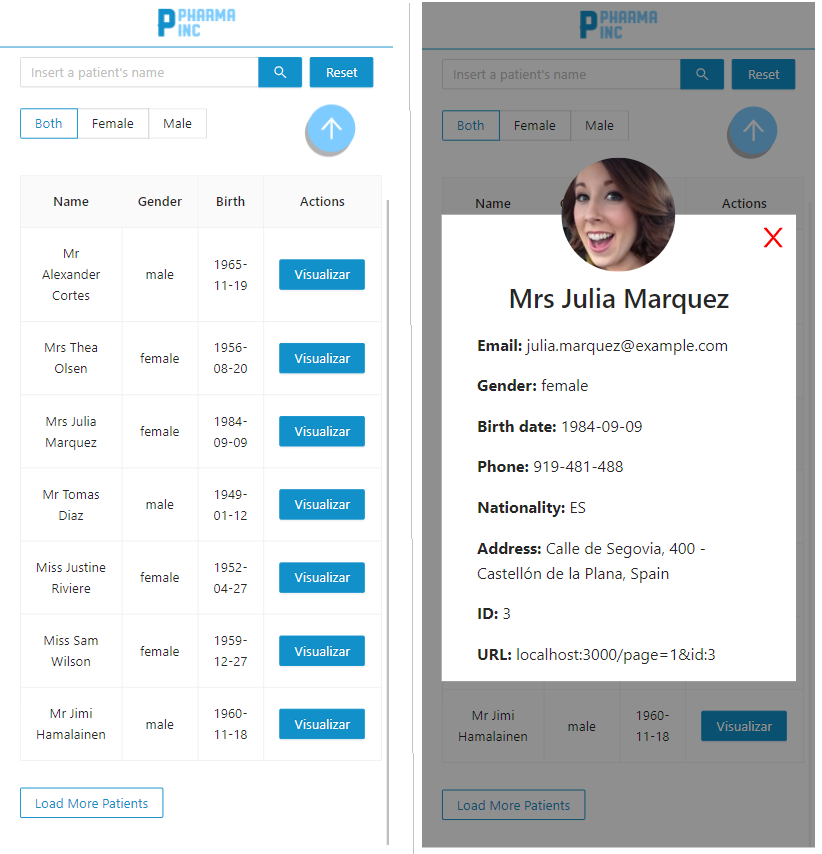 PHARMA
INC
Insert a patient's name
Reset
Both Female Male
Name Gender Birth Actions
Mr
Alexander
Cortes
male
1965-
11-19
Visualizar
Mrs Thea
Olsen
female
1956-
08-20
Visualizar
Mrs Julia
Marquez
female
1984-
09-09
Visualizar
Mr Tomas
Diaz
male
1949-
01-12
Visualizar
Miss Justine
Riviere
female
1952-
04-27
Visualizar
Miss Sam
Wilson
female
1959-
12-27
Visualizar
Mr Jimi
Hamalainen
male
1960-
11-18
Visualizar
Load More Patients
PHARMA
INC
Insert a patient's name
Reset
Both Female Male
Name Actions
X
Mrs Julia Marquez
Email: julia.marquez@example.com
Gender: female
Birth date: 1984-09-09
Phone: 919-481-488
Nationality: ES
Address: Calle de Segovia, 400 -
Castellón de la Plana, Spain
ID: 3
URL: localhost:3000/page=1&id:3
Mr Jimi
Hamalainen
male
1960-
11-18
Visualizar
Load More Patients